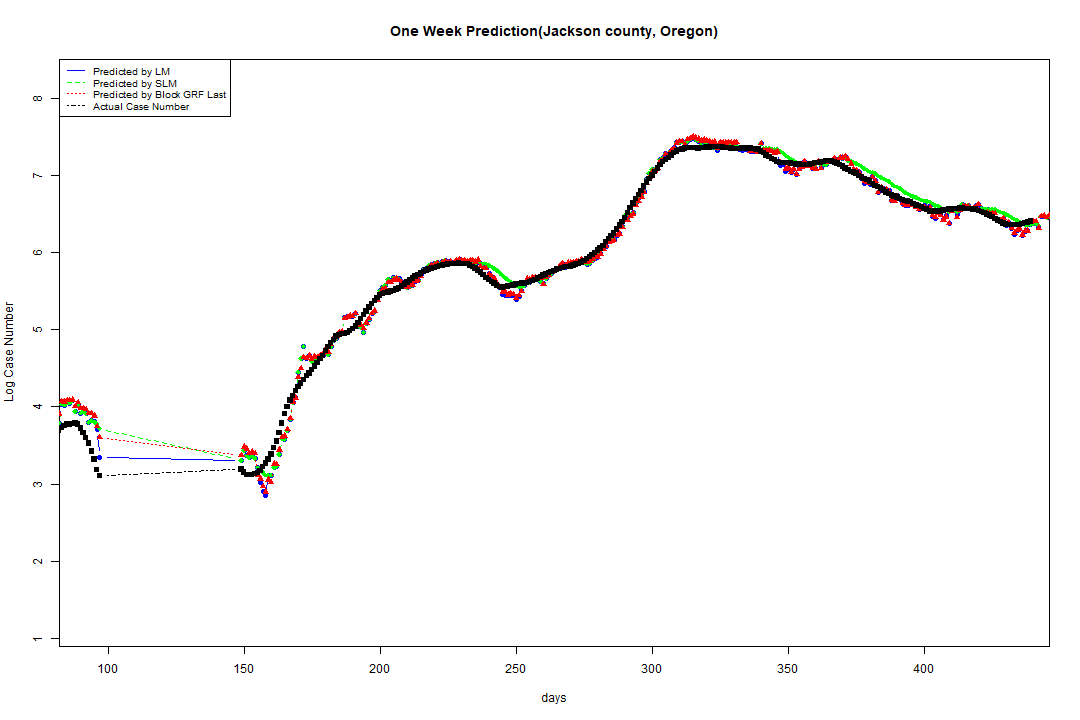 One Week Prediction(Jackson county, Oregon)
Predicted by LM
Predicted by SLM
Predicted by Block GRF Last
Actual Case Number
8
7
6
5
4
3
2
1
Log Case Number
100 150 200 250 300 350 400
days